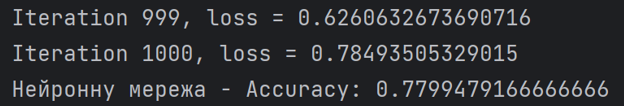 Iteration 999, loss = 0.6260632673690716
Iteration 1000, loss = 0.78493505329015
Нейронну мережа - Accuracy: 0.7799479166666666